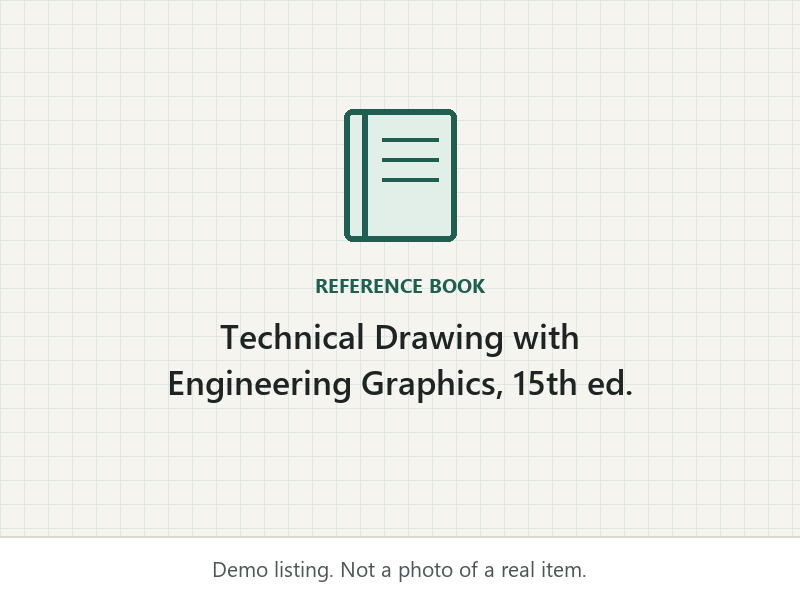 REFERENCE BOOK
Technical Drawing with
Engineering Graphics, 15th ed.
Demo listing. Not a photo of a real item.